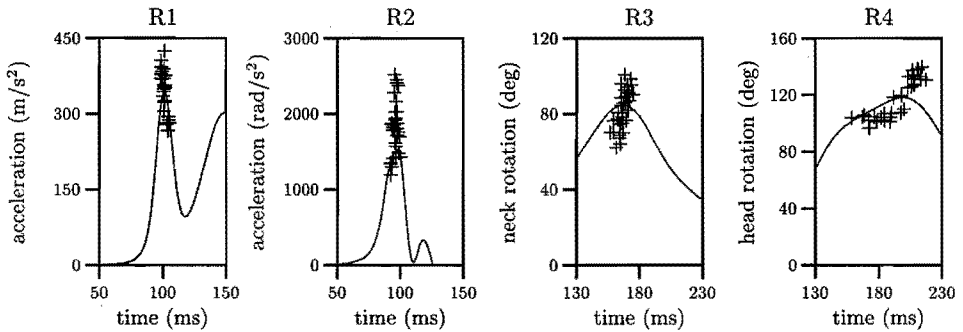 R1
R2
R3
R4
acceleration (m/s²)
450
300
150
0
50
100
150
time (ms)
acceleration (rad/s²)
3000
2000
1000
0
50
100
150
time (ms)
neck rotation (deg)
120
80
40
0
130
180
230
time (ms)
head rotation (deg)
160
120
80
40
0
130
180
230
time (ms)